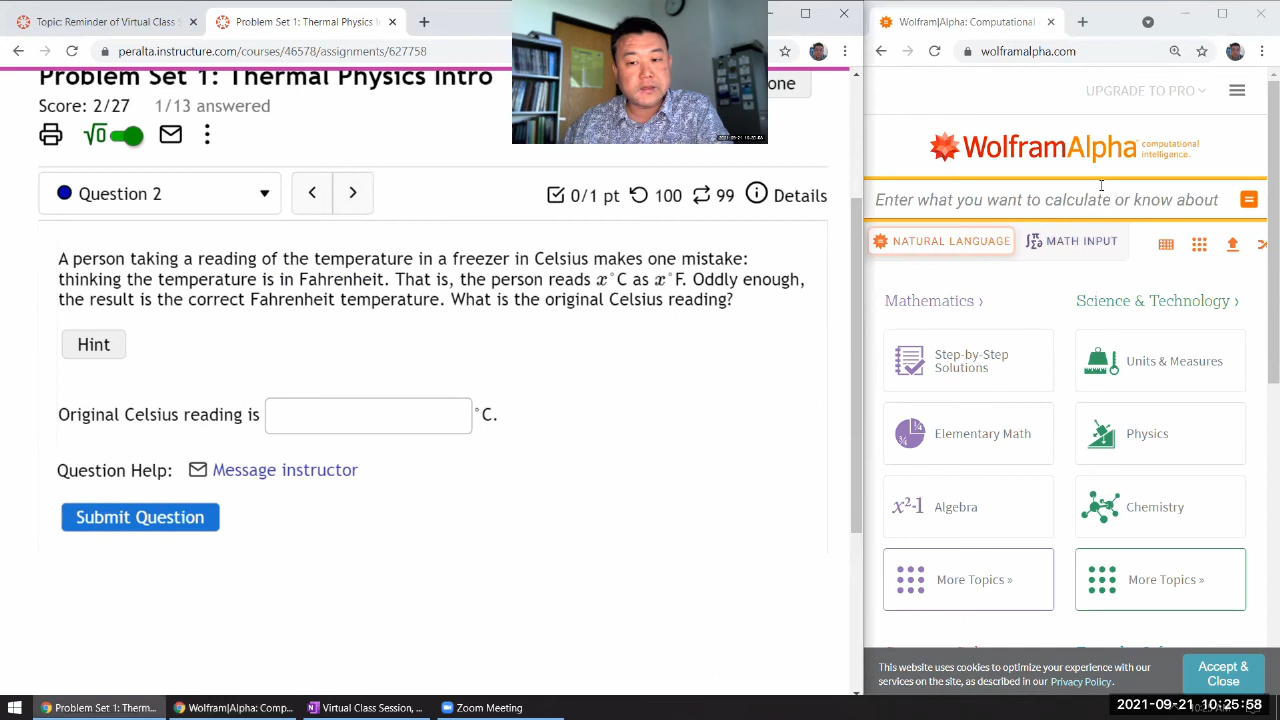 Topic: Reminder of Virtual Class S
Problem Set 1: Thermal Physics I
Wolfram|Alpha: Computational
peralta.instructure.com/courses/46578/assignments/627758
wolframalpha.com
Problem Set 1: Thermal Physics Intro
one
Score: 2/27 1/13 answered
√0
Question 2
0/1 pt 100 99 Details
A person taking a reading of the temperature in a freezer in Celsius makes one mistake:
thinking the temperature is in Fahrenheit. That is, the person reads x°C as x°F. Oddly enough,
the result is the correct Fahrenheit temperature. What is the original Celsius reading?
Hint
Original Celsius reading is °C.
Question Help: Message instructor
Submit Question
UPGRADE TO PRO
WolframAlpha computational intelligence.
Enter what you want to calculate or know about
NATURAL LANGUAGE
MATH INPUT
Mathematics ›
Science & Technology ›
Step-by-Step
Solutions
Units & Measures
¼
¾
Elementary Math
Physics
x²-1 Algebra
Chemistry
More Topics »
More Topics »
This website uses cookies to optimize your experience with our
services on the site, as described in our Privacy Policy.
Accept &
Close
Problem Set 1: Therm...
Wolfram|Alpha: Comp...
Virtual Class Session, ...
Zoom Meeting
2021-09-21 10:25:58